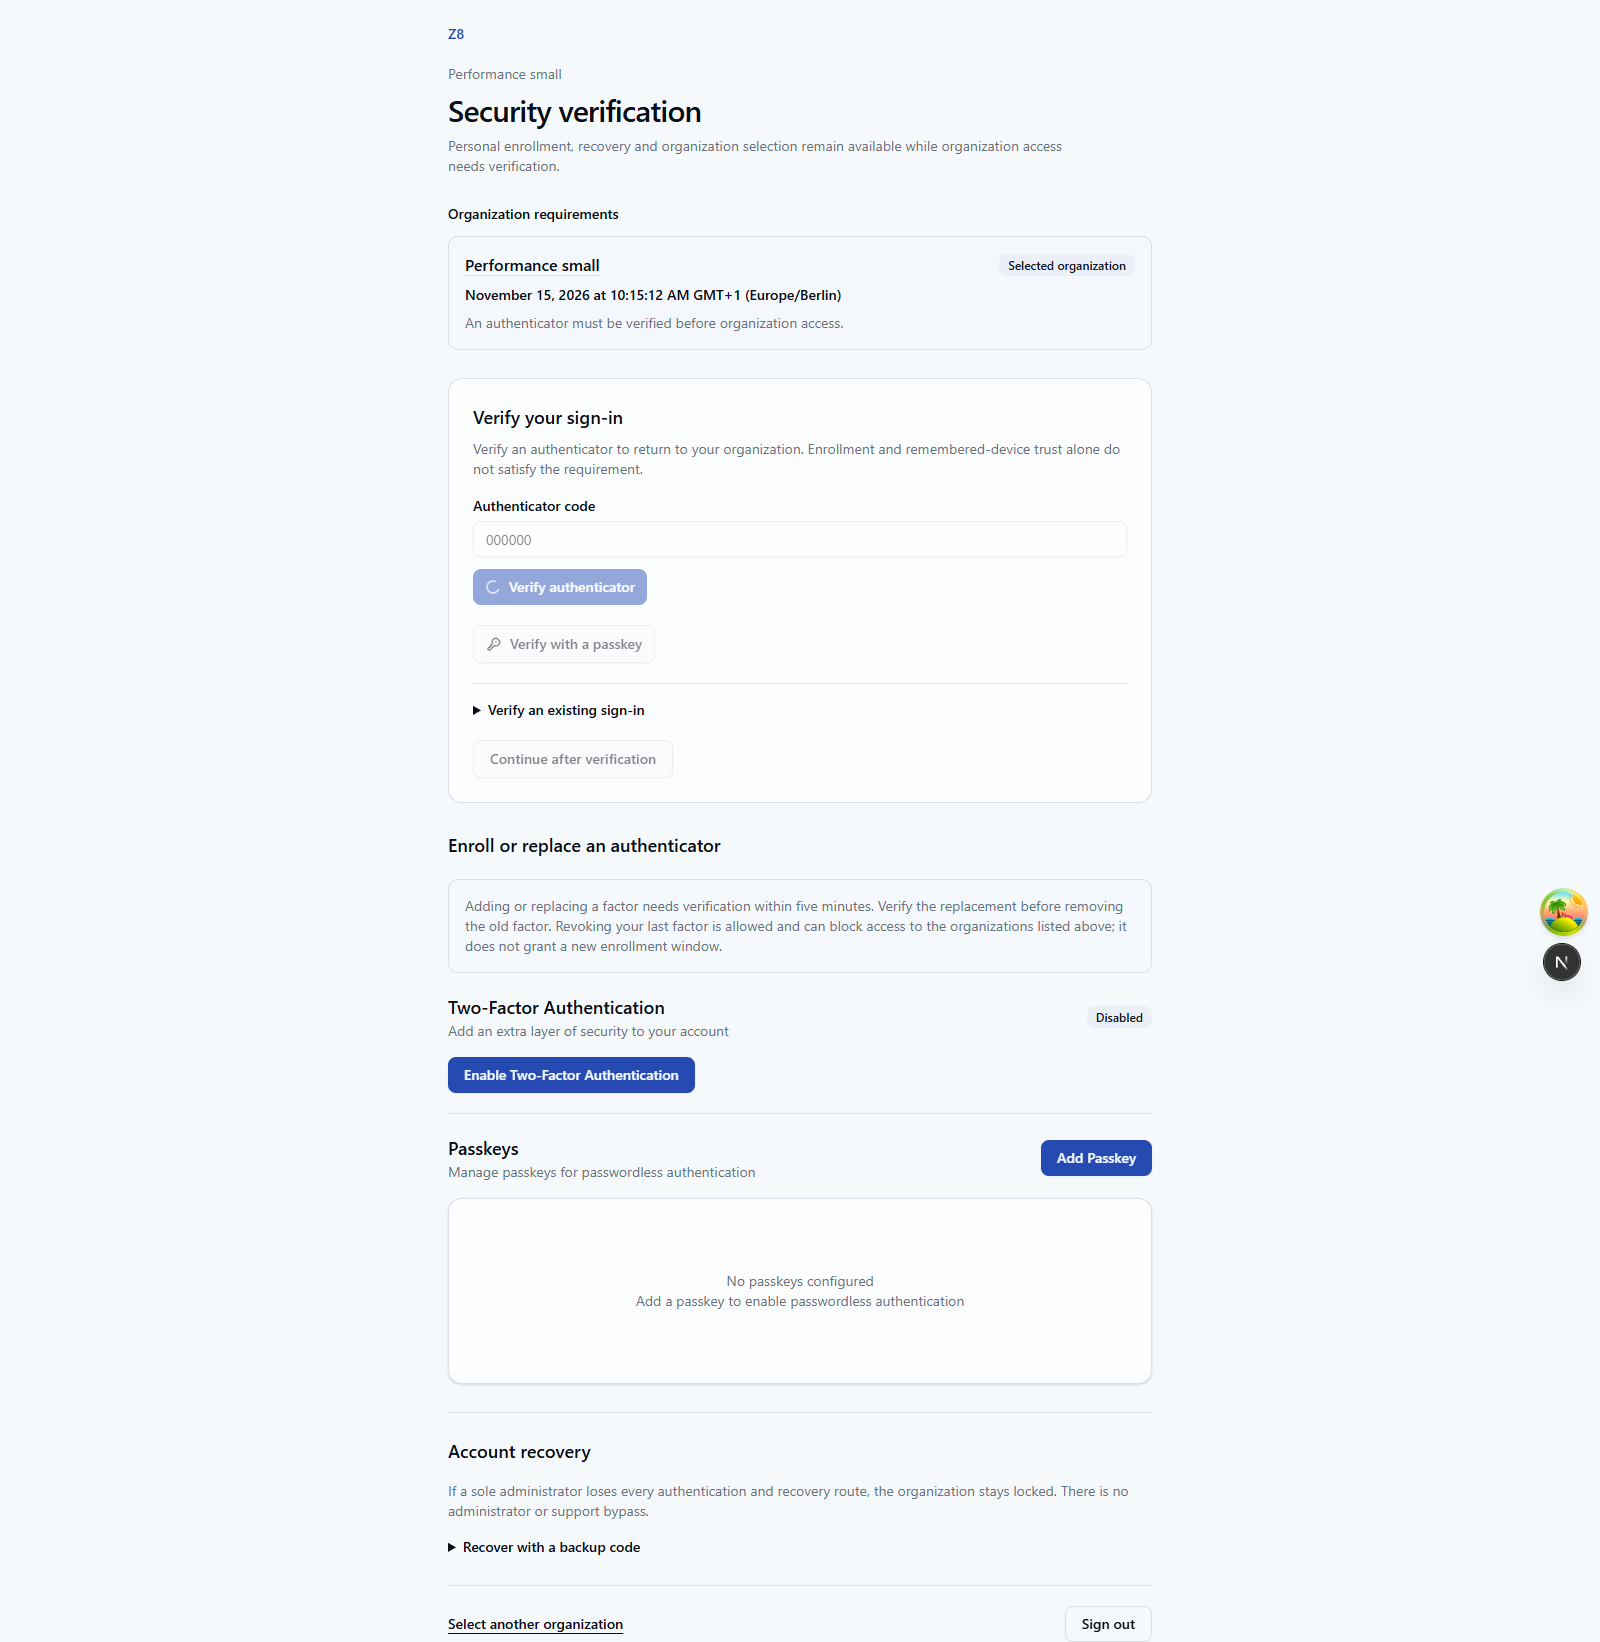 Z8
Performance small
Security verification
Personal enrollment, recovery and organization selection remain available while organization access
needs verification.
Organization requirements
Performance small
Selected organization
November 15, 2026 at 10:15:12 AM GMT+1 (Europe/Berlin)
An authenticator must be verified before organization access.
Verify your sign-in
Verify an authenticator to return to your organization. Enrollment and remembered-device trust alone do
not satisfy the requirement.
Authenticator code
000000
Verify authenticator
Verify with a passkey
Verify an existing sign-in
Continue after verification
Enroll or replace an authenticator
Adding or replacing a factor needs verification within five minutes. Verify the replacement before removing
the old factor. Revoking your last factor is allowed and can block access to the organizations listed above; it
does not grant a new enrollment window.
Two-Factor Authentication
Disabled
Add an extra layer of security to your account
Enable Two-Factor Authentication
Passkeys
Add Passkey
Manage passkeys for passwordless authentication
No passkeys configured
Add a passkey to enable passwordless authentication
Account recovery
If a sole administrator loses every authentication and recovery route, the organization stays locked. There is no
administrator or support bypass.
Recover with a backup code
Select another organization
Sign out
N